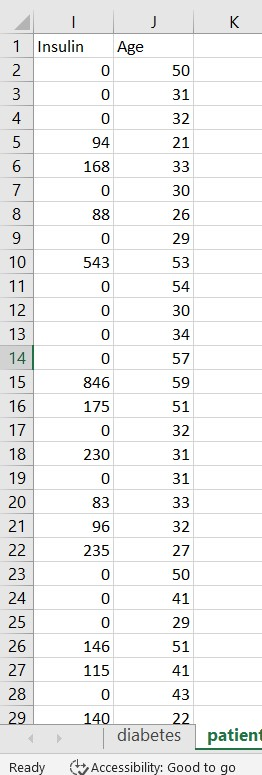 I J K
1 Insulin Age
2 0 50
3 0 31
4 0 32
5 94 21
6 168 33
7 0 30
8 88 26
9 0 29
10 543 53
11 0 54
12 0 30
13 0 34
14 0 57
15 846 59
16 175 51
17 0 32
18 230 31
19 0 31
20 83 33
21 96 32
22 235 27
23 0 50
24 0 41
25 0 29
26 146 51
27 115 41
28 0 43
29 140 22
diabetes patient
Ready Accessibility: Good to go